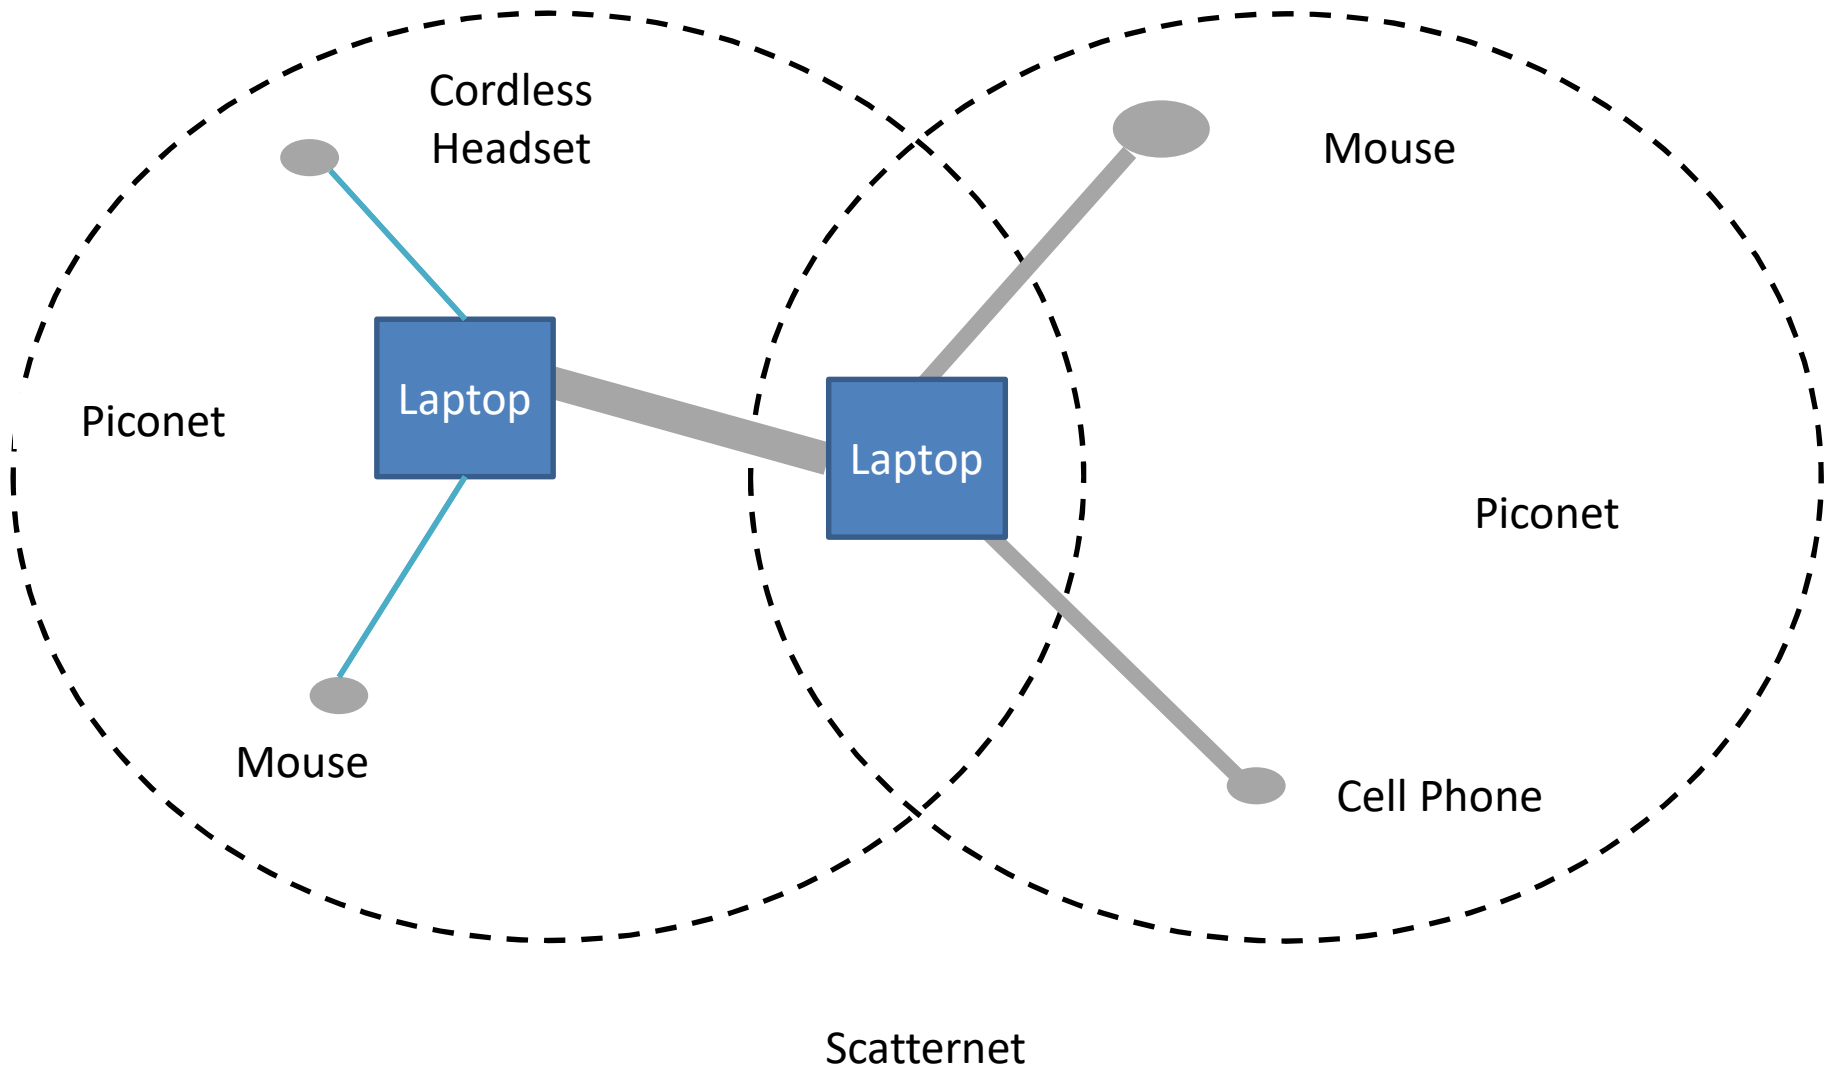 Cordless
Headset
Mouse
Laptop
Piconet
Laptop
Piconet
Mouse
Cell Phone
Scatternet